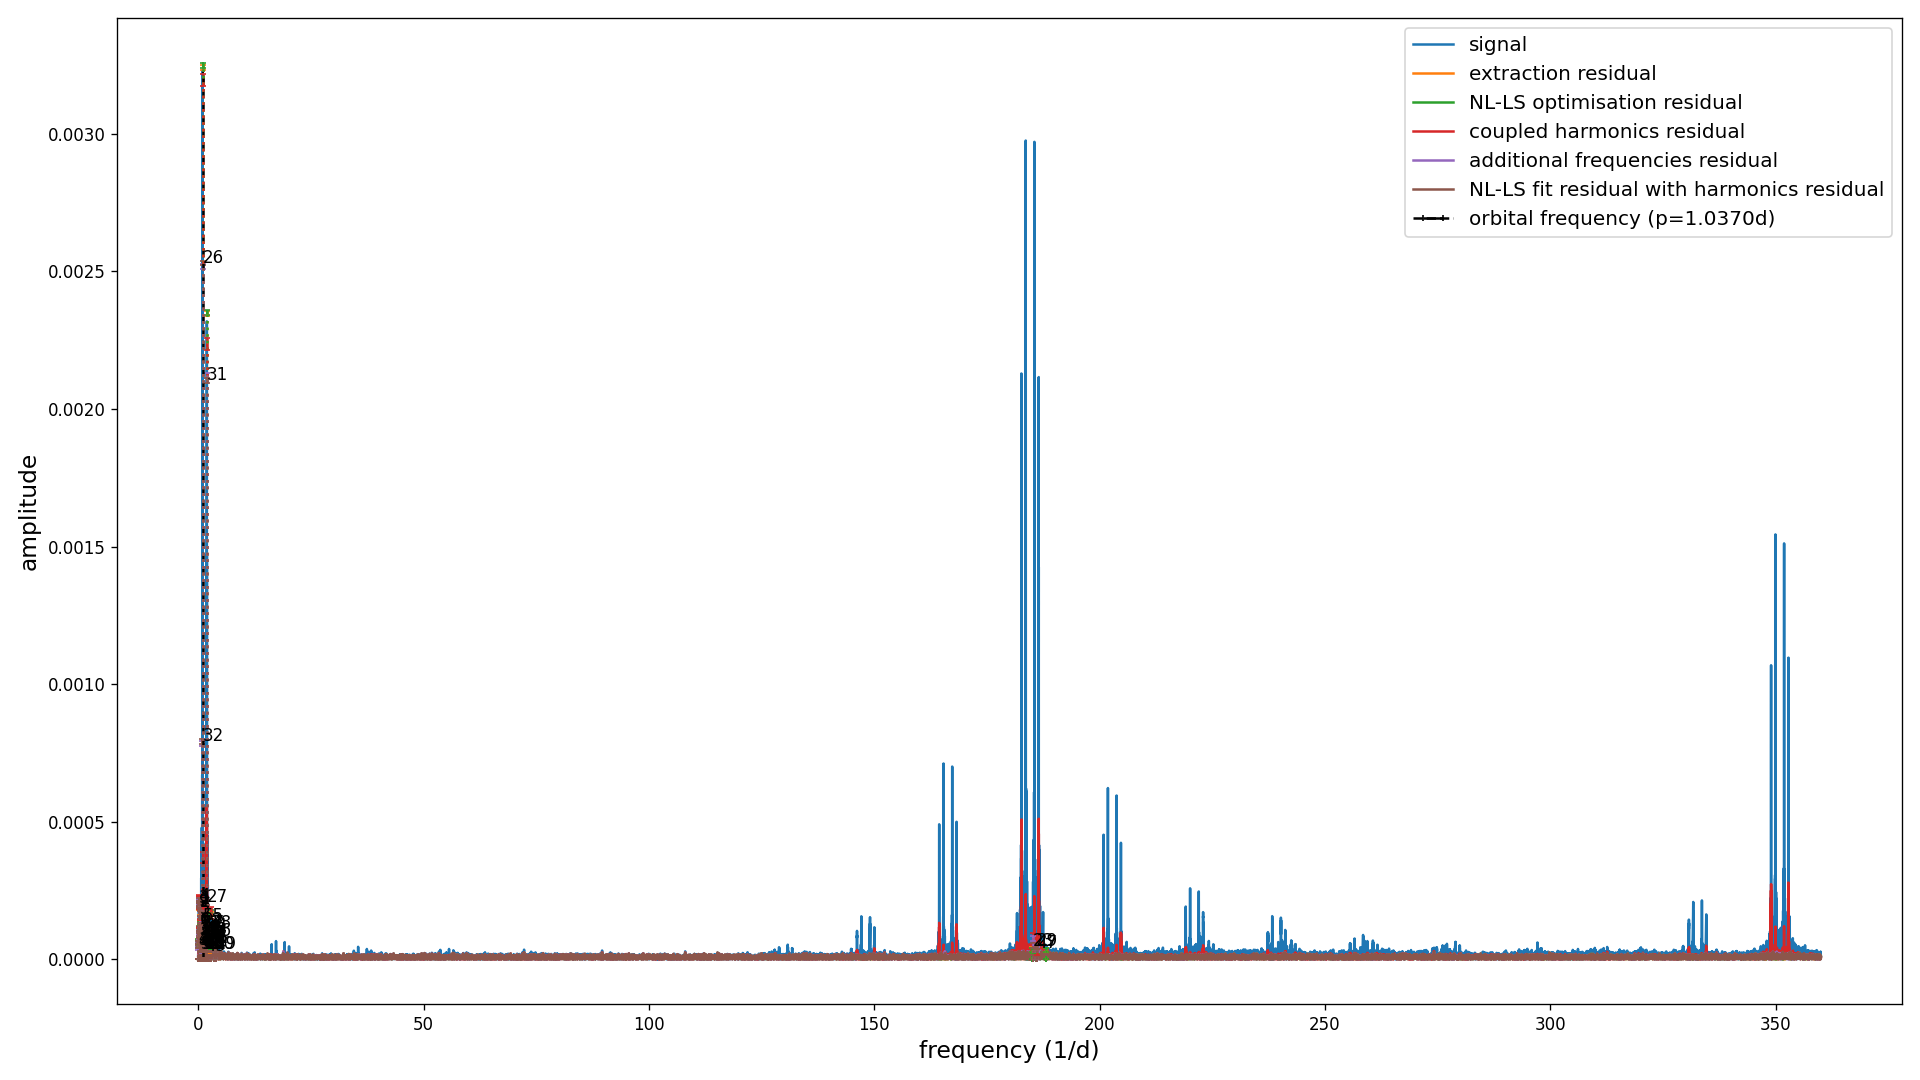 signal
extraction residual
NL-LS optimisation residual
coupled harmonics residual
additional frequencies residual
NL-LS fit residual with harmonics residual
orbital frequency (p=1.0370d)
0.0030
26
0.0025
31
0.0020
amplitude
0.0015
0.0010
32
0.0005
27
0.0000
0
50
100
150
200
250
300
350
frequency (1/d)